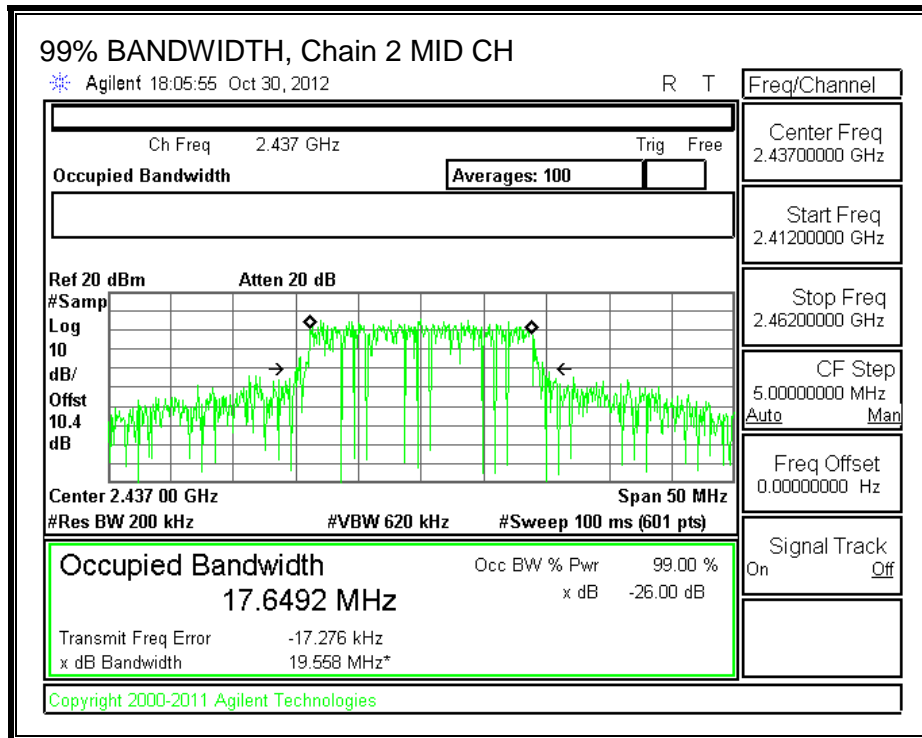 99% BANDWIDTH, Chain 2 MID CH
Agilent 18:05:55 Oct 30, 2012 R T
Freq/Channel
Ch Freq 2.437 GHz Trig Free
Occupied Bandwidth Averages: 100
Center Freq
2.43700000 GHz
Start Freq
2.41200000 GHz
Stop Freq
2.46200000 GHz
CF Step
5.00000000 MHz
Auto Man
Freq Offset
0.00000000 Hz
Signal Track
On Off
Ref 20 dBm Atten 20 dB
#Samp
Log
10
dB/
Offst
10.4
dB
Center 2.437 00 GHz Span 50 MHz
#Res BW 200 kHz #VBW 620 kHz #Sweep 100 ms (601 pts)
Occupied Bandwidth Occ BW % Pwr 99.00 %
17.6492 MHz x dB -26.00 dB
Transmit Freq Error -17.276 kHz
x dB Bandwidth 19.558 MHz*
Copyright 2000-2011 Agilent Technologies